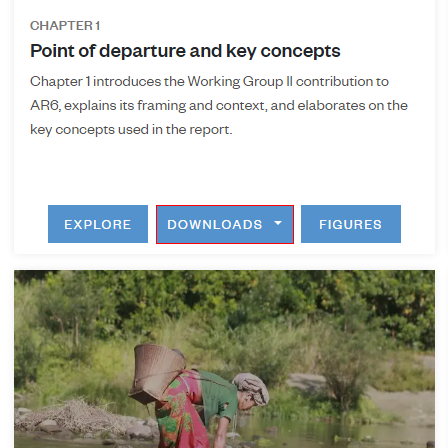 CHAPTER 1
Point of departure and key concepts
Chapter 1 introduces the Working Group II contribution to
AR6, explains its framing and context, and elaborates on the
key concepts used in the report.
EXPLORE DOWNLOADS FIGURES